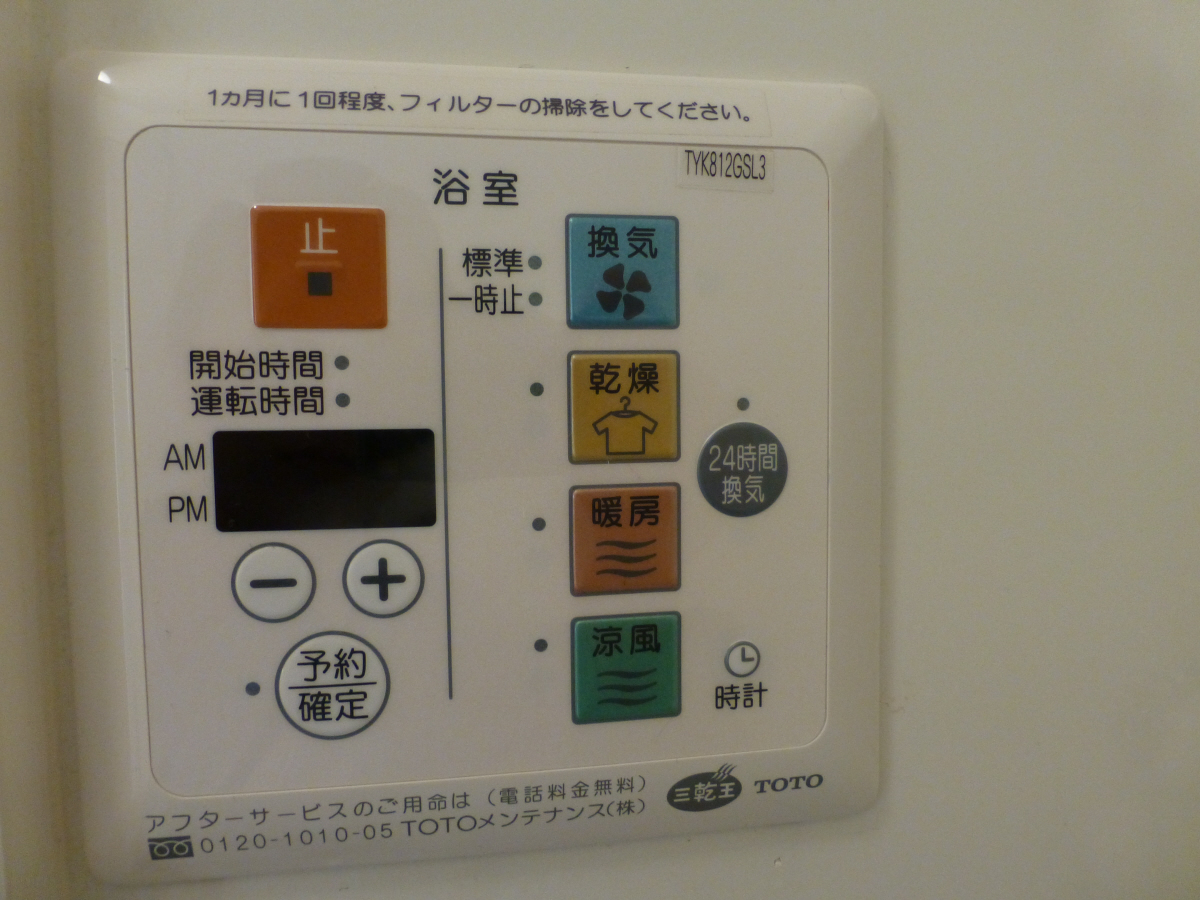 1カ月に1回程度、フィルターの掃除をしてください。
TYK812GSL3
浴室
止
開始時間
運転時間
AM
PM
予約
確定
標準
一時止
換気
乾燥
暖房
涼風
24時間
換気
時計
アフターサービスのご用命は(電話料金無料)
0120-1010-05 TOTOメンテナンス(株)
三乾王 TOTO